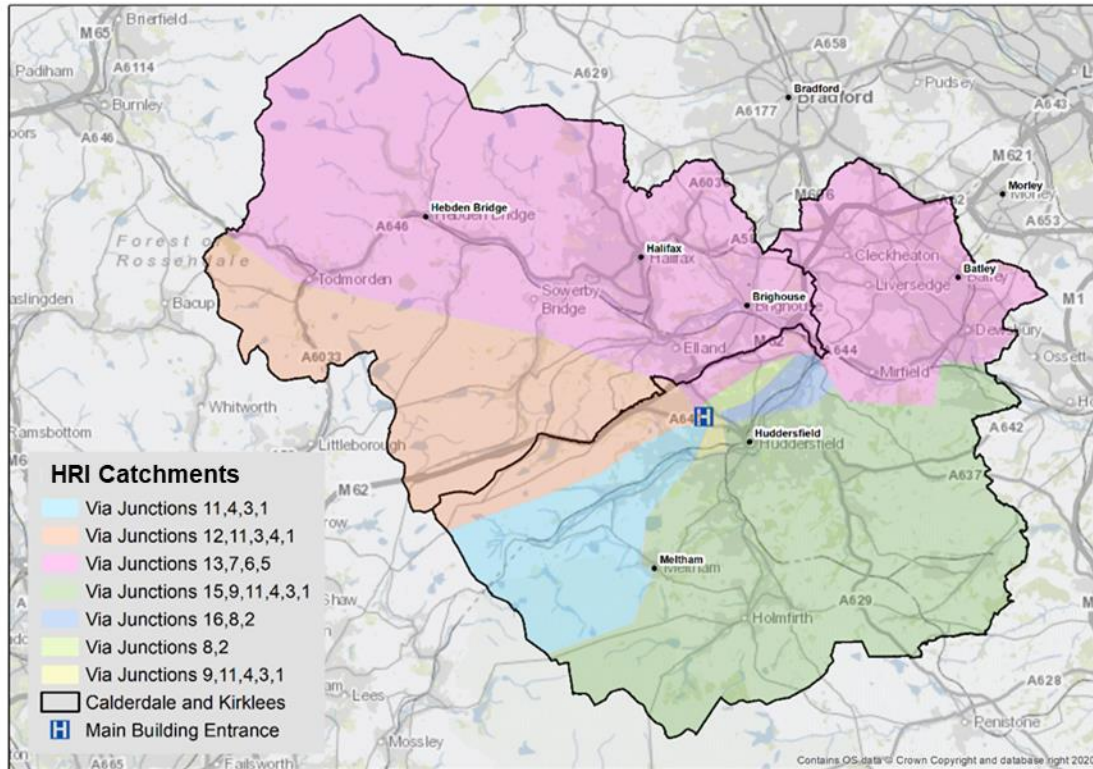 Brierfield
M65
Padiham
A6114
Burnley
A646
A629
A658
Pudsey
A643
Bradford
Bradford
A6177
M621
Morley
Morley
A653
M606
A62
Hebden Bridge
Hebden Bridge
A646
Forest of
Rossendale
Todmorden
Bacup
Halifax
Halifax
Cleckheaton
Batley
Batley
Liversedge
Sowerby
Bridge
Brighouse
M1
Dewsbury
Ossett
Elland
M62
A644
Mirfield
A6033
Whitworth
Ramsbottom
Littleborough
H
Huddersfield
Huddersfield
A642
A637
M62
Meltham
Meltham
Holmfirth
A629
A628
Penistone
Shaw
Lees
Mossley
Failsworth
A665
HRI Catchments
Via Junctions 11,4,3,1
Via Junctions 12,11,3,4,1
Via Junctions 13,7,6,5
Via Junctions 15,9,11,4,3,1
Via Junctions 16,8,2
Via Junctions 8,2
Via Junctions 9,11,4,3,1
Calderdale and Kirklees
H Main Building Entrance
Contains OS data © Crown Copyright and database right 2020